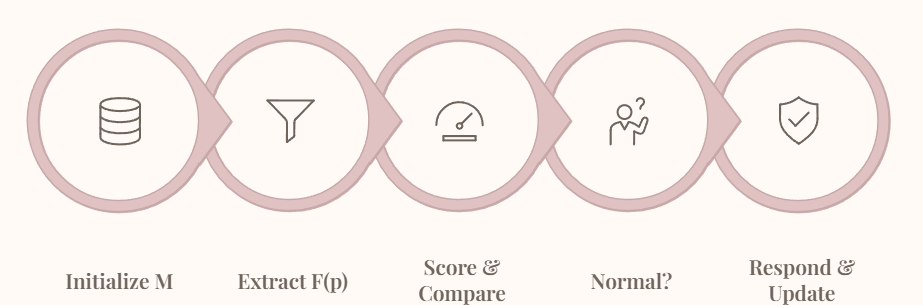 Initialize M
Extract F(p)
Score &
Compare
Normal?
Respond &
Update